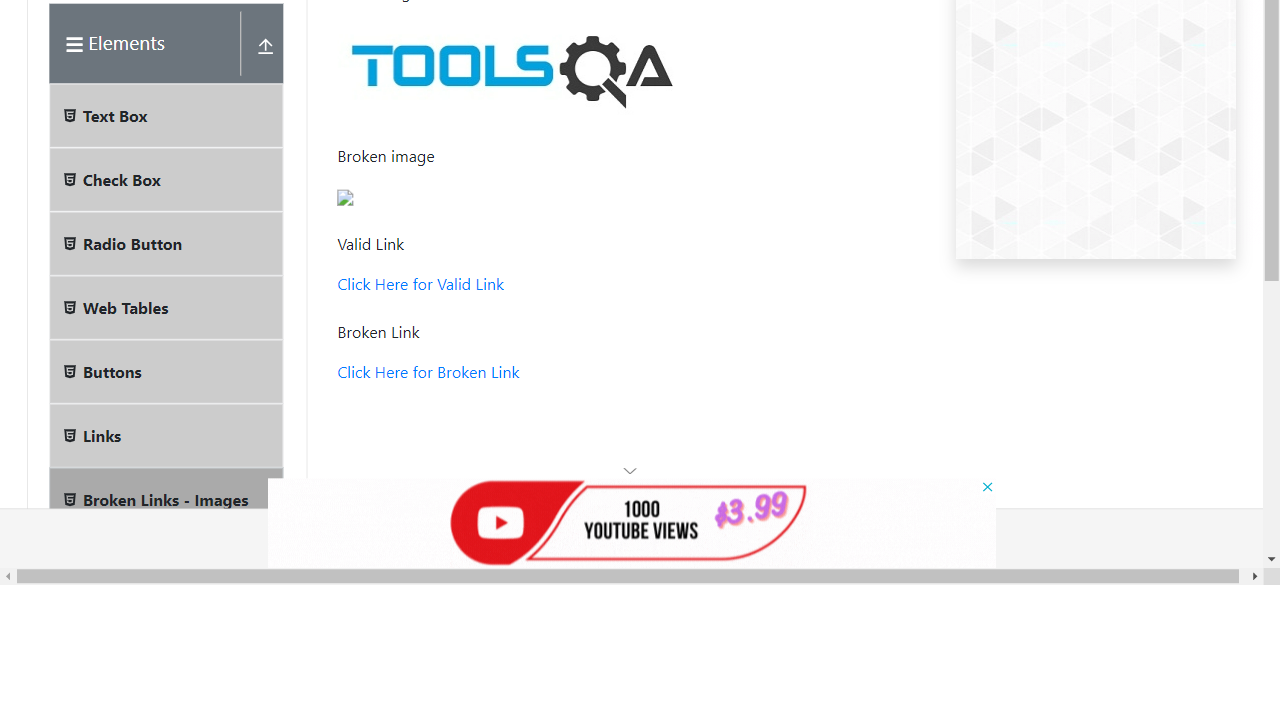 Elements
Text Box
Check Box
Radio Button
Web Tables
Buttons
Links
Broken Links - Images
TOOLSQA
Broken image
Valid Link
Click Here for Valid Link
Broken Link
Click Here for Broken Link
1000
YOUTUBE VIEWS
$3.99